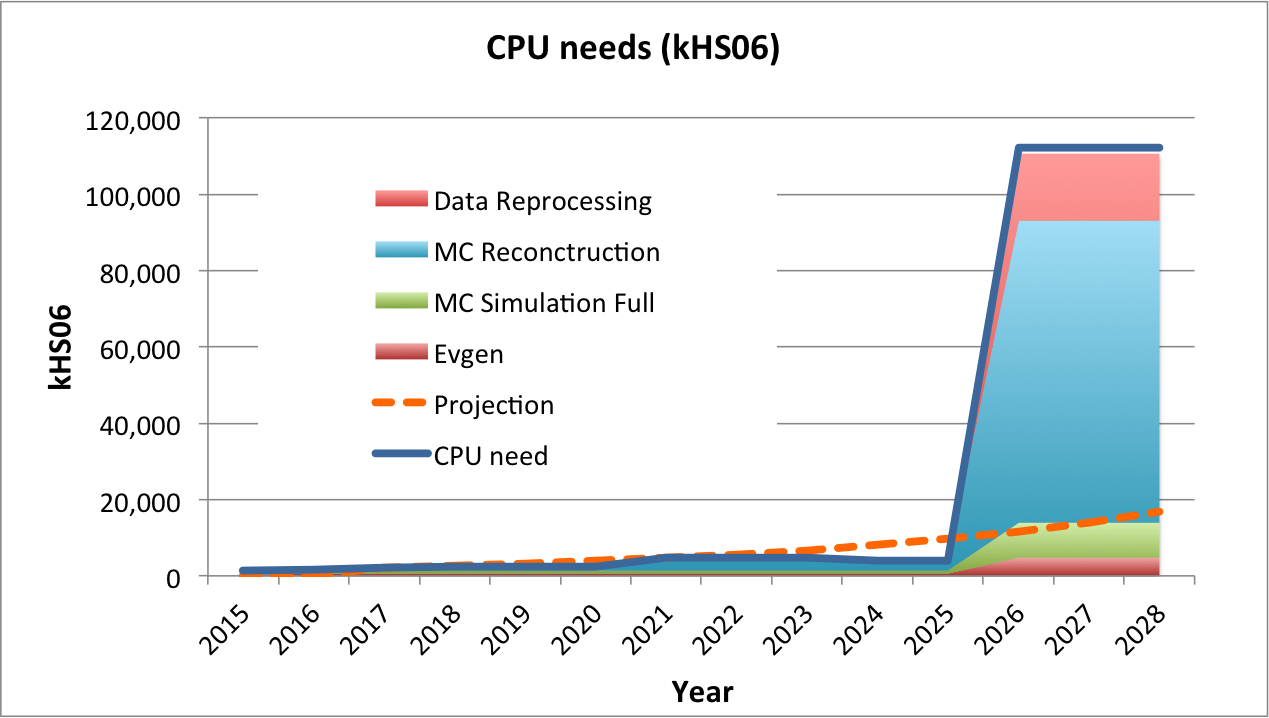 CPU needs (kHS06)
120,000
100,000
80,000
60,000
40,000
20,000
0
kHS06
Data Reprocessing
MC Reconctruction
MC Simulation Full
Evgen
Projection
CPU need
2015
2016
2017
2018
2019
2020
2021
2022
2023
2024
2025
2026
2027
2028
Year